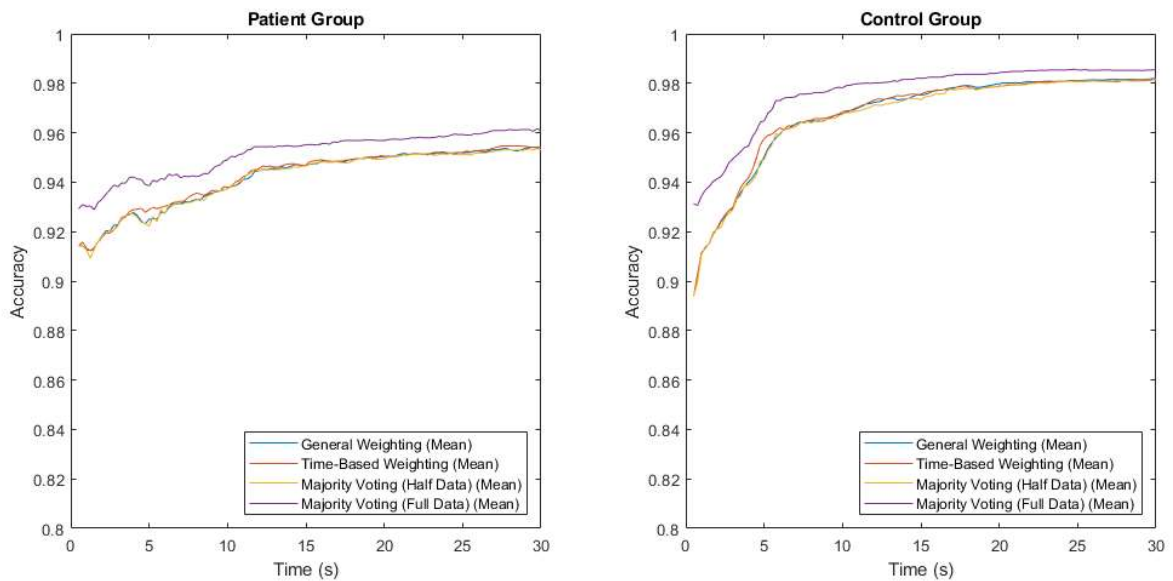 Patient Group
1
0.98
0.96
0.94
0.92
0.9
0.88
0.86
0.84
0.82
0.8
Accuracy
General Weighting (Mean)
Time-Based Weighting (Mean)
Majority Voting (Half Data) (Mean)
Majority Voting (Full Data) (Mean)
0 5 10 15 20 25 30
Time (s)
Control Group
1
0.98
0.96
0.94
0.92
0.9
0.88
0.86
0.84
0.82
0.8
Accuracy
General Weighting (Mean)
Time-Based Weighting (Mean)
Majority Voting (Half Data) (Mean)
Majority Voting (Full Data) (Mean)
0 5 10 15 20 25 30
Time (s)